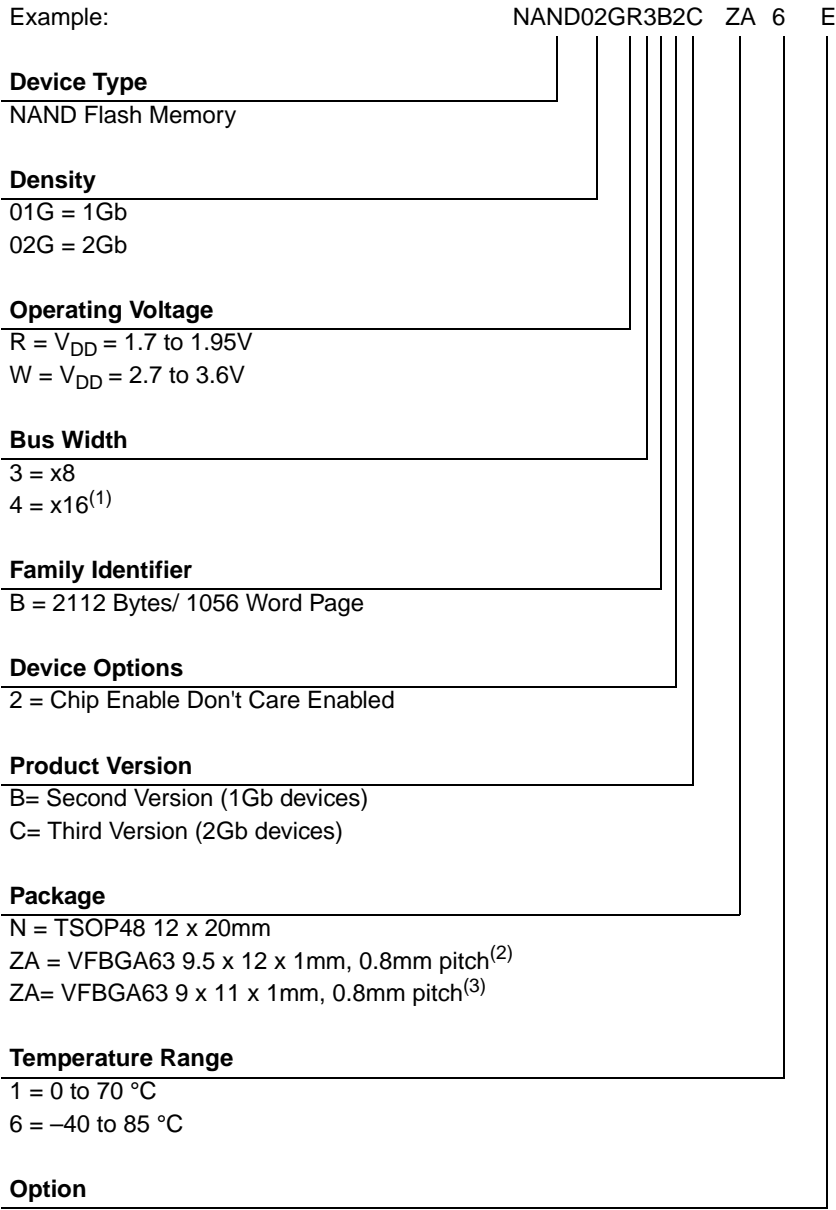 Example: NAND02GR3B2C ZA 6 E
Device Type
NAND Flash Memory
Density
01G = 1Gb
02G = 2Gb
Operating Voltage
R = VDD = 1.7 to 1.95V
W = VDD = 2.7 to 3.6V
Bus Width
3 = x8
4 = x16(1)
Family Identifier
B = 2112 Bytes/ 1056 Word Page
Device Options
2 = Chip Enable Don't Care Enabled
Product Version
B= Second Version (1Gb devices)
C= Third Version (2Gb devices)
Package
N = TSOP48 12 x 20mm
ZA = VFBGA63 9.5 x 12 x 1mm, 0.8mm pitch(2)
ZA= VFBGA63 9 x 11 x 1mm, 0.8mm pitch(3)
Temperature Range
1 = 0 to 70 °C
6 = –40 to 85 °C
Option